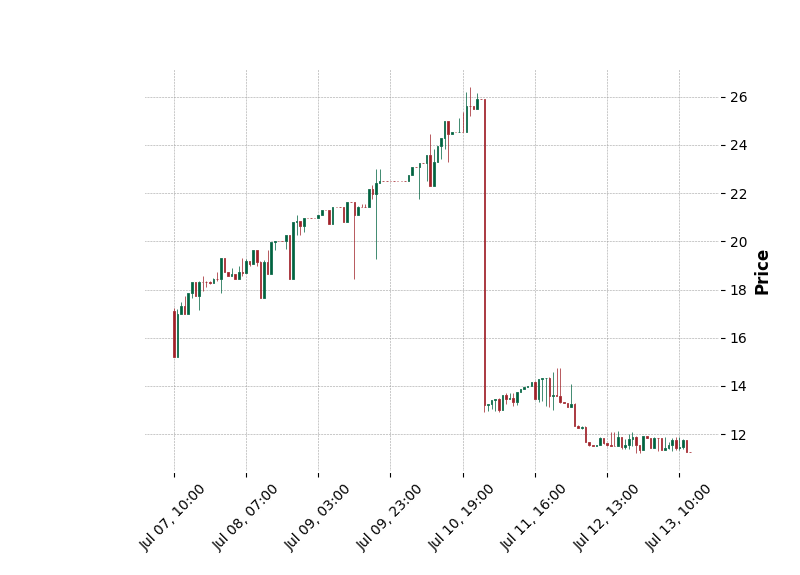 26
24
22
20
18
16
14
12
Price
Jul 07, 10:00
Jul 08, 07:00
Jul 09, 03:00
Jul 09, 23:00
Jul 10, 19:00
Jul 11, 16:00
Jul 12, 13:00
Jul 13, 10:00